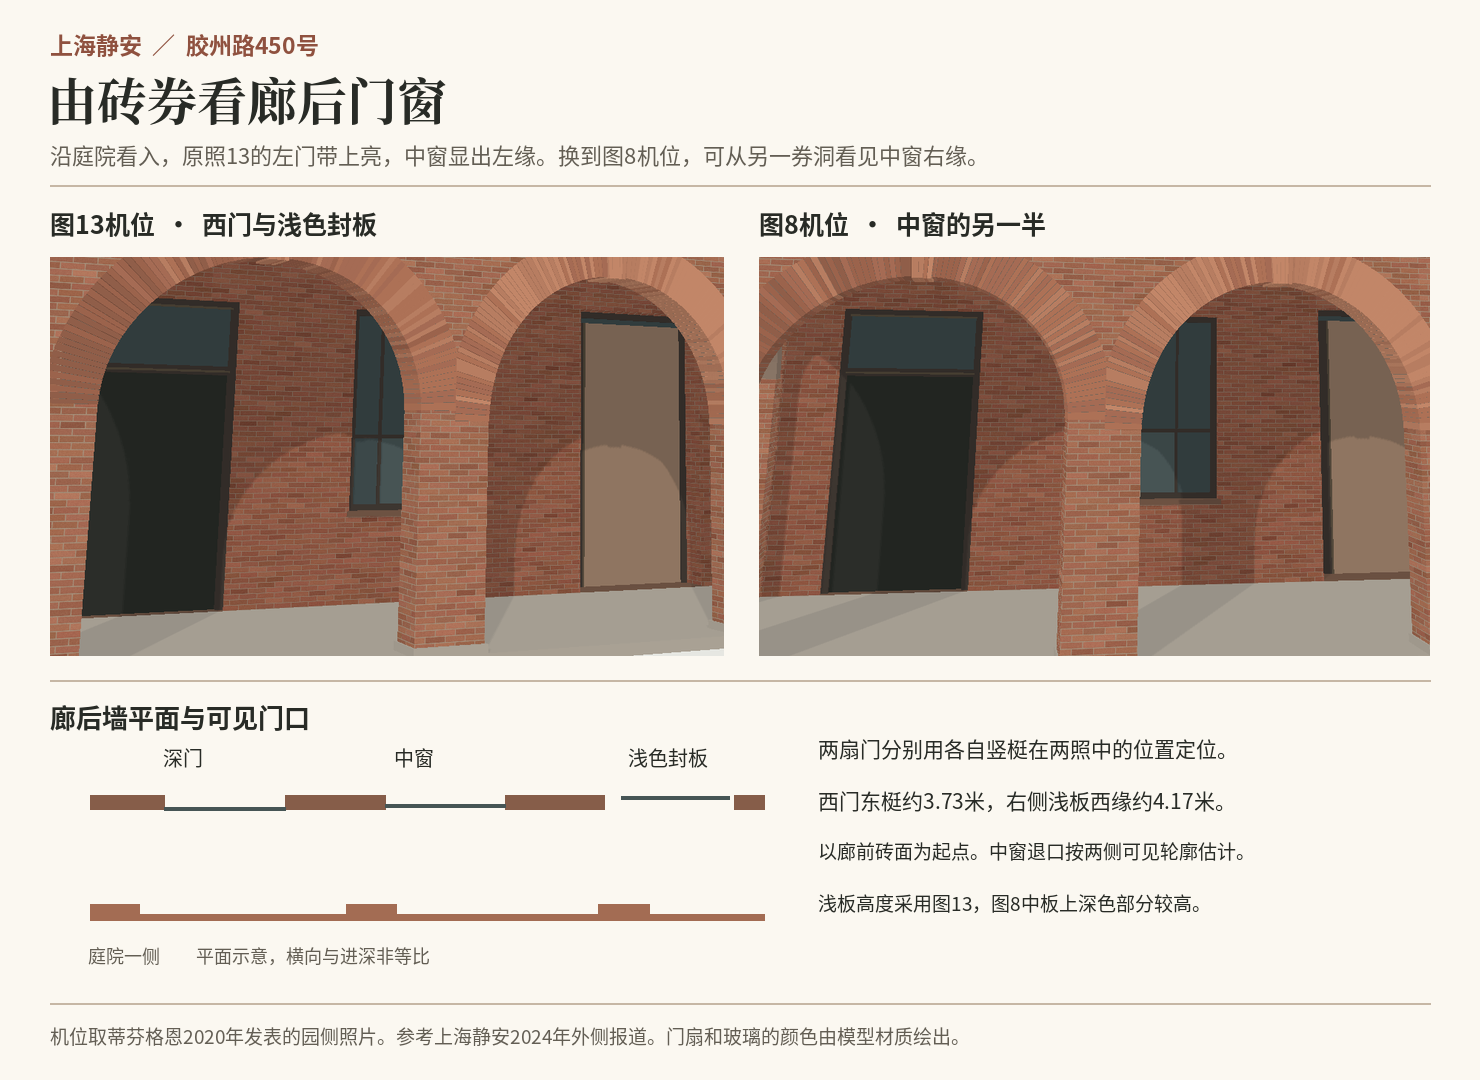 上海静安 ／ 胶州路450号
由砖券看廊后门窗
沿庭院看入，原照13的左门带上亮，中窗显出左缘。换到图8机位，可从另一券洞看见中窗右缘。
图13机位 · 西门与浅色封板
图8机位 · 中窗的另一半
廊后墙平面与可见门口
深门
中窗
浅色封板
两扇门分别用各自竖梃在两照中的位置定位。
西门东梃约3.73米，右侧浅板西缘约4.17米。
以廊前砖面为起点。中窗退口按两侧可见轮廓估计。
浅板高度采用图13，图8中板上深色部分较高。
庭院一侧
平面示意，横向与进深非等比
机位取蒂芬格恩2020年发表的园侧照片。参考上海静安2024年外侧报道。门扇和玻璃的颜色由模型材质绘出。